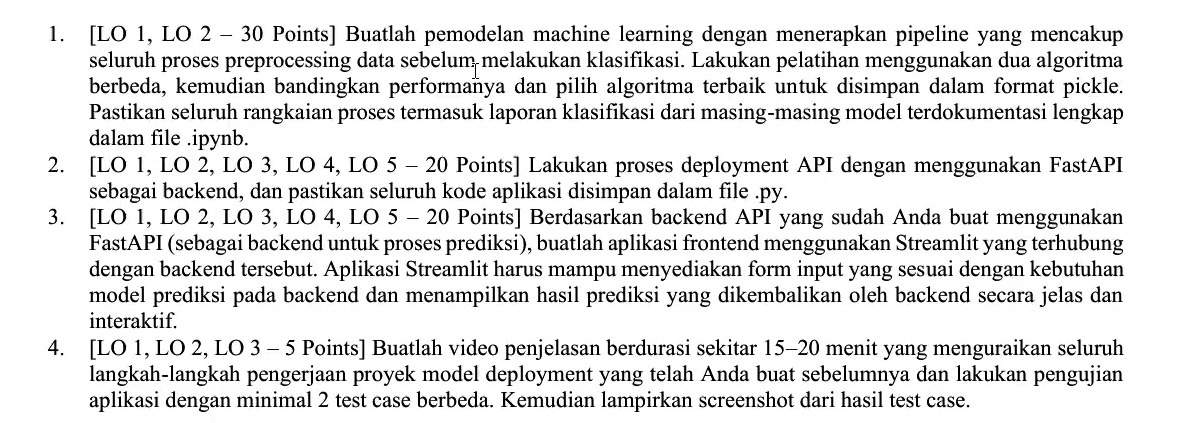 1. [LO 1, LO 2 – 30 Points] Buatlah pemodelan machine learning dengan menerapkan pipeline yang mencakup
seluruh proses preprocessing data sebelum melakukan klasifikasi. Lakukan pelatihan menggunakan dua algoritma
berbeda, kemudian bandingkan performanya dan pilih algoritma terbaik untuk disimpan dalam format pickle.
Pastikan seluruh rangkaian proses termasuk laporan klasifikasi dari masing-masing model terdokumentasi lengkap
dalam file .ipynb.
2. [LO 1, LO 2, LO 3, LO 4, LO 5 – 20 Points] Lakukan proses deployment API dengan menggunakan FastAPI
sebagai backend, dan pastikan seluruh kode aplikasi disimpan dalam file .py.
3. [LO 1, LO 2, LO 3, LO 4, LO 5 – 20 Points] Berdasarkan backend API yang sudah Anda buat menggunakan
FastAPI (sebagai backend untuk proses prediksi), buatlah aplikasi frontend menggunakan Streamlit yang terhubung
dengan backend tersebut. Aplikasi Streamlit harus mampu menyediakan form input yang sesuai dengan kebutuhan
model prediksi pada backend dan menampilkan hasil prediksi yang dikembalikan oleh backend secara jelas dan
interaktif.
4. [LO 1, LO 2, LO 3 – 5 Points] Buatlah video penjelasan berdurasi sekitar 15–20 menit yang menguraikan seluruh
langkah-langkah pengerjaan proyek model deployment yang telah Anda buat sebelumnya dan lakukan pengujian
aplikasi dengan minimal 2 test case berbeda. Kemudian lampirkan screenshot dari hasil test case.